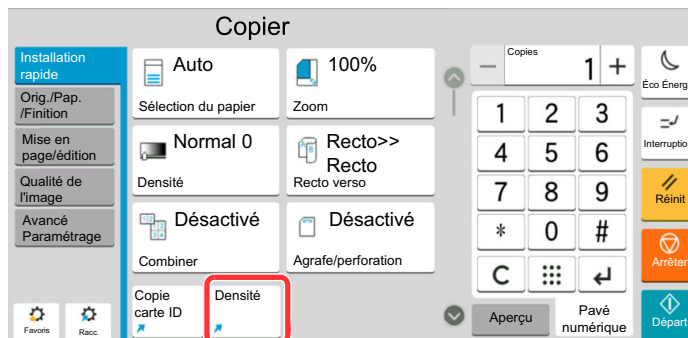 Copier
Installation
rapide
Orig./Pap.
/Finition
Mise en
page/édition
Qualité de
l'image
Avancé
Paramétrage
Favoris
Racc.
Auto
Sélection du papier
100%
Zoom
Normal 0
Densité
Recto>>
Recto
Recto verso
Désactivé
Combiner
Désactivé
Agrafe/perforation
Copie
carte ID
Densité
Copies
1
1 2 3
4 5 6
7 8 9
* 0 #
C
Aperçu
Pavé
numérique
Éco Énerg
Interruptio
Réinit
Arrêter
Départ